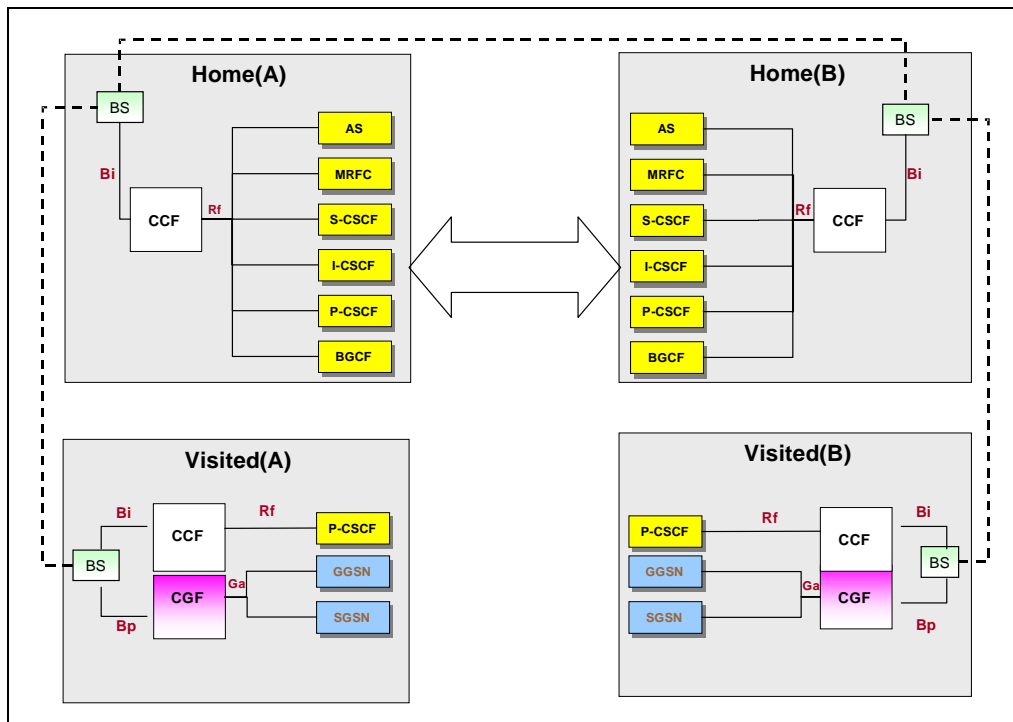 Home(A)
BS
Bi
CCF
Rf
AS
MRFC
S-CSCF
I-CSCF
P-CSCF
BGCF
Home(B)
AS
MRFC
S-CSCF
I-CSCF
P-CSCF
BGCF
Rf
CCF
Bi
BS
Visited(A)
BS
Bi
Bp
CCF
CGF
Rf
Ga
P-CSCF
GGSN
SGSN
Visited(B)
P-CSCF
GGSN
SGSN
Rf
Ga
CCF
CGF
Bi
BS
Bp